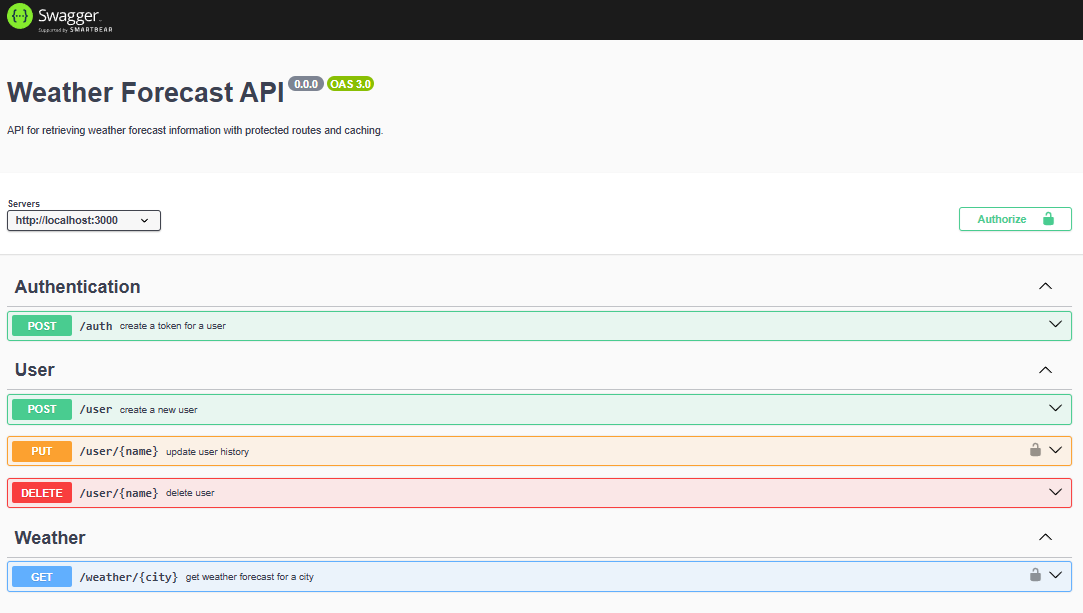 Swagger
Supported by SMARTBEAR
Weather Forecast API 0.0.0 OAS 3.0
API for retrieving weather forecast information with protected routes and caching.
Servers
http://localhost:3000
Authorize
Authentication
POST /auth create a token for a user
User
POST /user create a new user
PUT /user/{name} update user history
DELETE /user/{name} delete user
Weather
GET /weather/{city} get weather forecast for a city